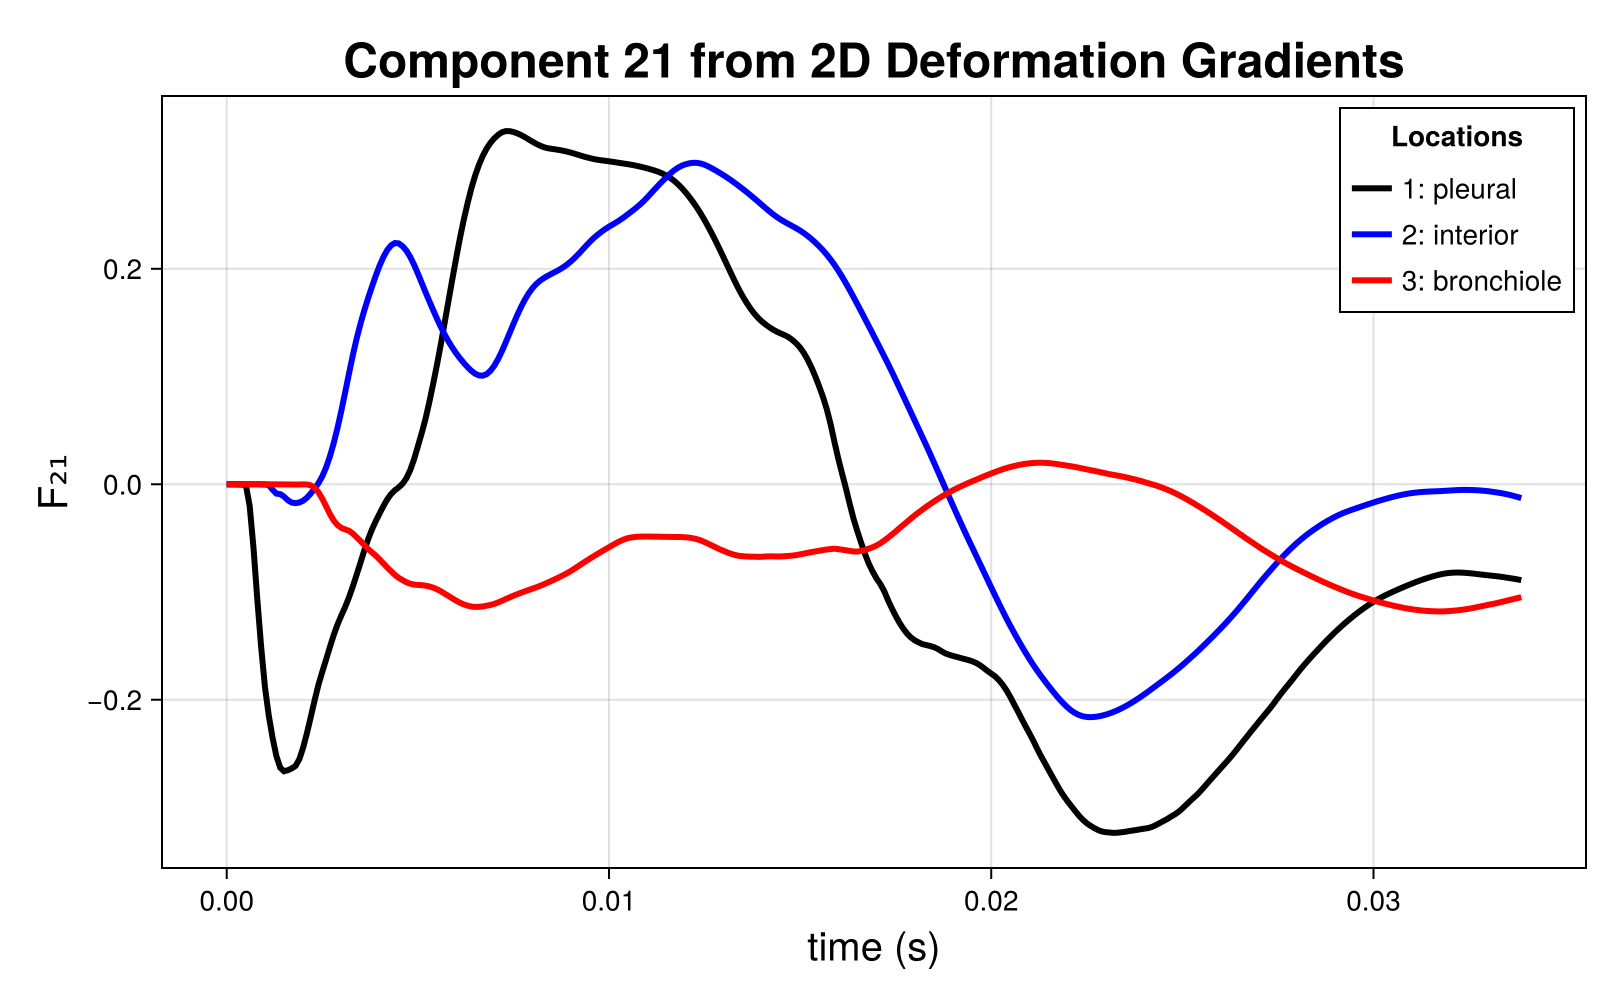 Component 21 from 2D Deformation Gradients
Locations
1: pleural
2: interior
3: bronchiole
F₂₁
0.2
0.0
−0.2
0.00
0.01
0.02
0.03
time (s)